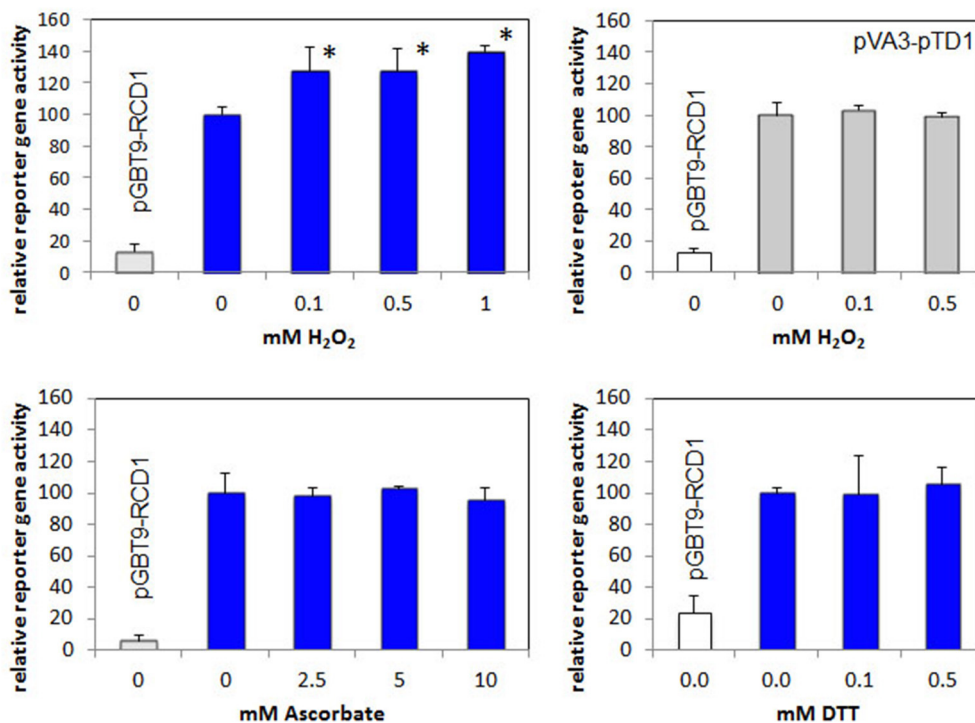 relative reporter gene activity
160
140
120
100
80
60
40
20
0
pGBT9-RCD1
*
*
*
0 0 0.1 0.5 1
mM H₂O₂
relative repoter gene activity
160
140
120
100
80
60
40
20
0
pGBT9-RCD1
pVA3-pTD1
0 0 0.1 0.5
mM H₂O₂
relative reporter gene activity
160
140
120
100
80
60
40
20
0
pGBT9-RCD1
0 0 2.5 5 10
mM Ascorbate
relative reporter gene activity
160
140
120
100
80
60
40
20
0
pGBT9-RCD1
0.0 0.0 0.1 0.5
mM DTT